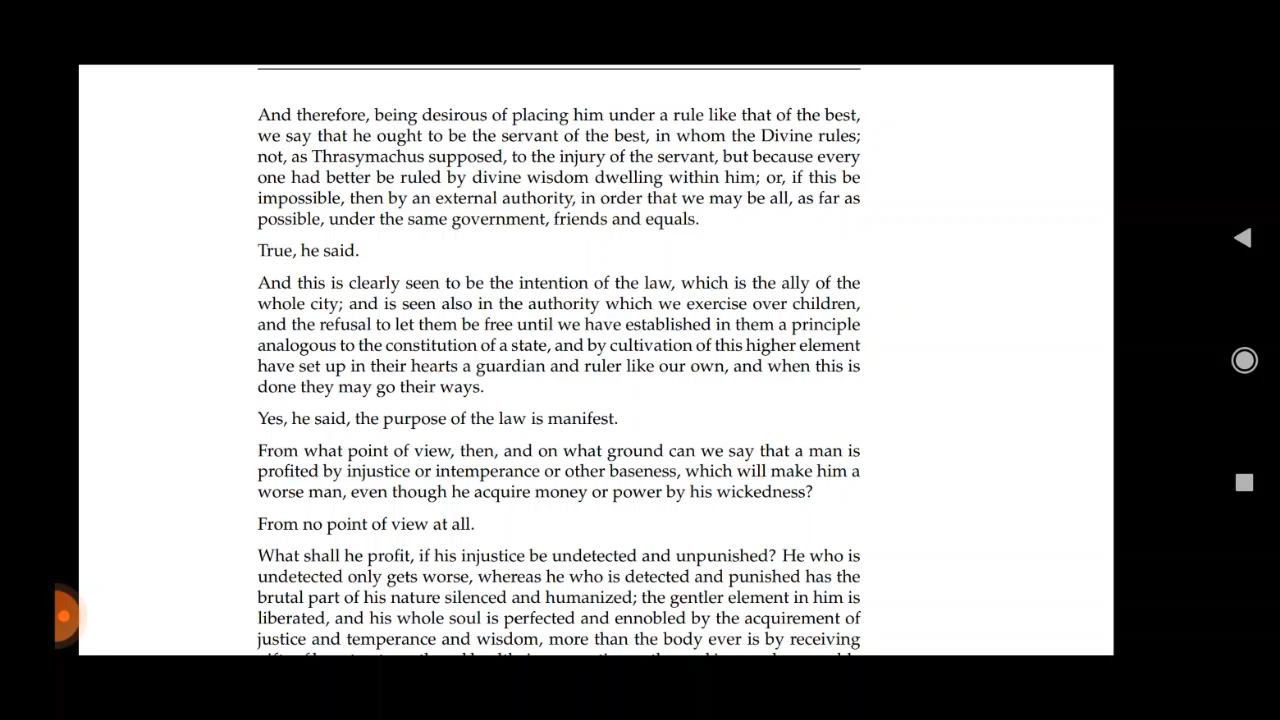 And therefore, being desirous of placing him under a rule like that of the best,
we say that he ought to be the servant of the best, in whom the Divine rules;
not, as Thrasymachus supposed, to the injury of the servant, but because every
one had better be ruled by divine wisdom dwelling within him; or, if this be
impossible, then by an external authority, in order that we may be all, as far as
possible, under the same government, friends and equals.
True, he said.
And this is clearly seen to be the intention of the law, which is the ally of the
whole city; and is seen also in the authority which we exercise over children,
and the refusal to let them be free until we have established in them a principle
analogous to the constitution of a state, and by cultivation of this higher element
have set up in their hearts a guardian and ruler like our own, and when this is
done they may go their ways.
Yes, he said, the purpose of the law is manifest.
From what point of view, then, and on what ground can we say that a man is
profited by injustice or intemperance or other baseness, which will make him a
worse man, even though he acquire money or power by his wickedness?
From no point of view at all.
What shall he profit, if his injustice be undetected and unpunished? He who is
undetected only gets worse, whereas he who is detected and punished has the
brutal part of his nature silenced and humanized; the gentler element in him is
liberated, and his whole soul is perfected and ennobled by the acquirement of
justice and temperance and wisdom, more than the body ever is by receiving